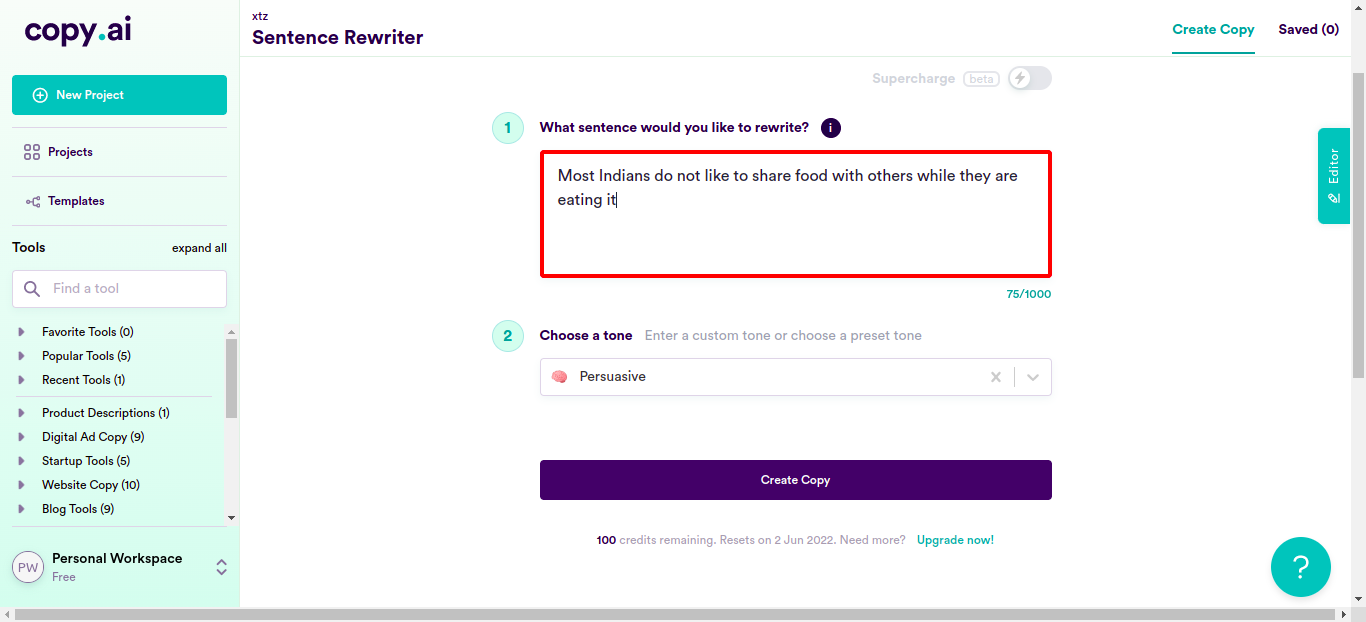 copy.ai
New Project
Projects
Templates
Tools
expand all
Find a tool
Favorite Tools (0)
Popular Tools (5)
Recent Tools (1)
Product Descriptions (1)
Digital Ad Copy (9)
Startup Tools (5)
Website Copy (10)
Blog Tools (9)
PW
Personal Workspace
Free
xtz
Sentence Rewriter
Create Copy
Saved (0)
Supercharge beta
1
What sentence would you like to rewrite?
i
Most Indians do not like to share food with others while they are
eating it
75/1000
2
Choose a tone
Enter a custom tone or choose a preset tone
Persuasive
Create Copy
100 credits remaining. Resets on 2 Jun 2022. Need more? Upgrade now!
Editor
?